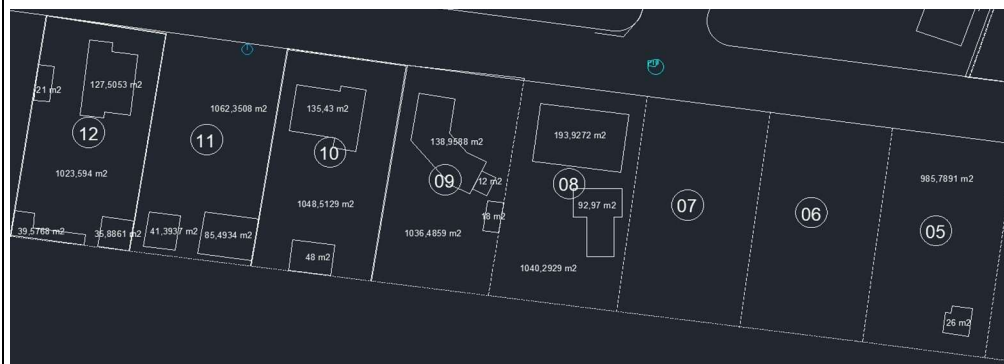 21 m2
127,5053 m2
12
1023,594 m2
39,5768 m2
35,8861 m2
1062,3508 m2
11
41,3937 m2
85,4934 m2
135,43 m2
10
1048,5129 m2
48 m2
138,9588 m2
09
12 m2
18 m2
1036,4859 m2
193,9272 m2
08
92,97 m2
1040,2929 m2
07
06
985,7891 m2
05
26 m2